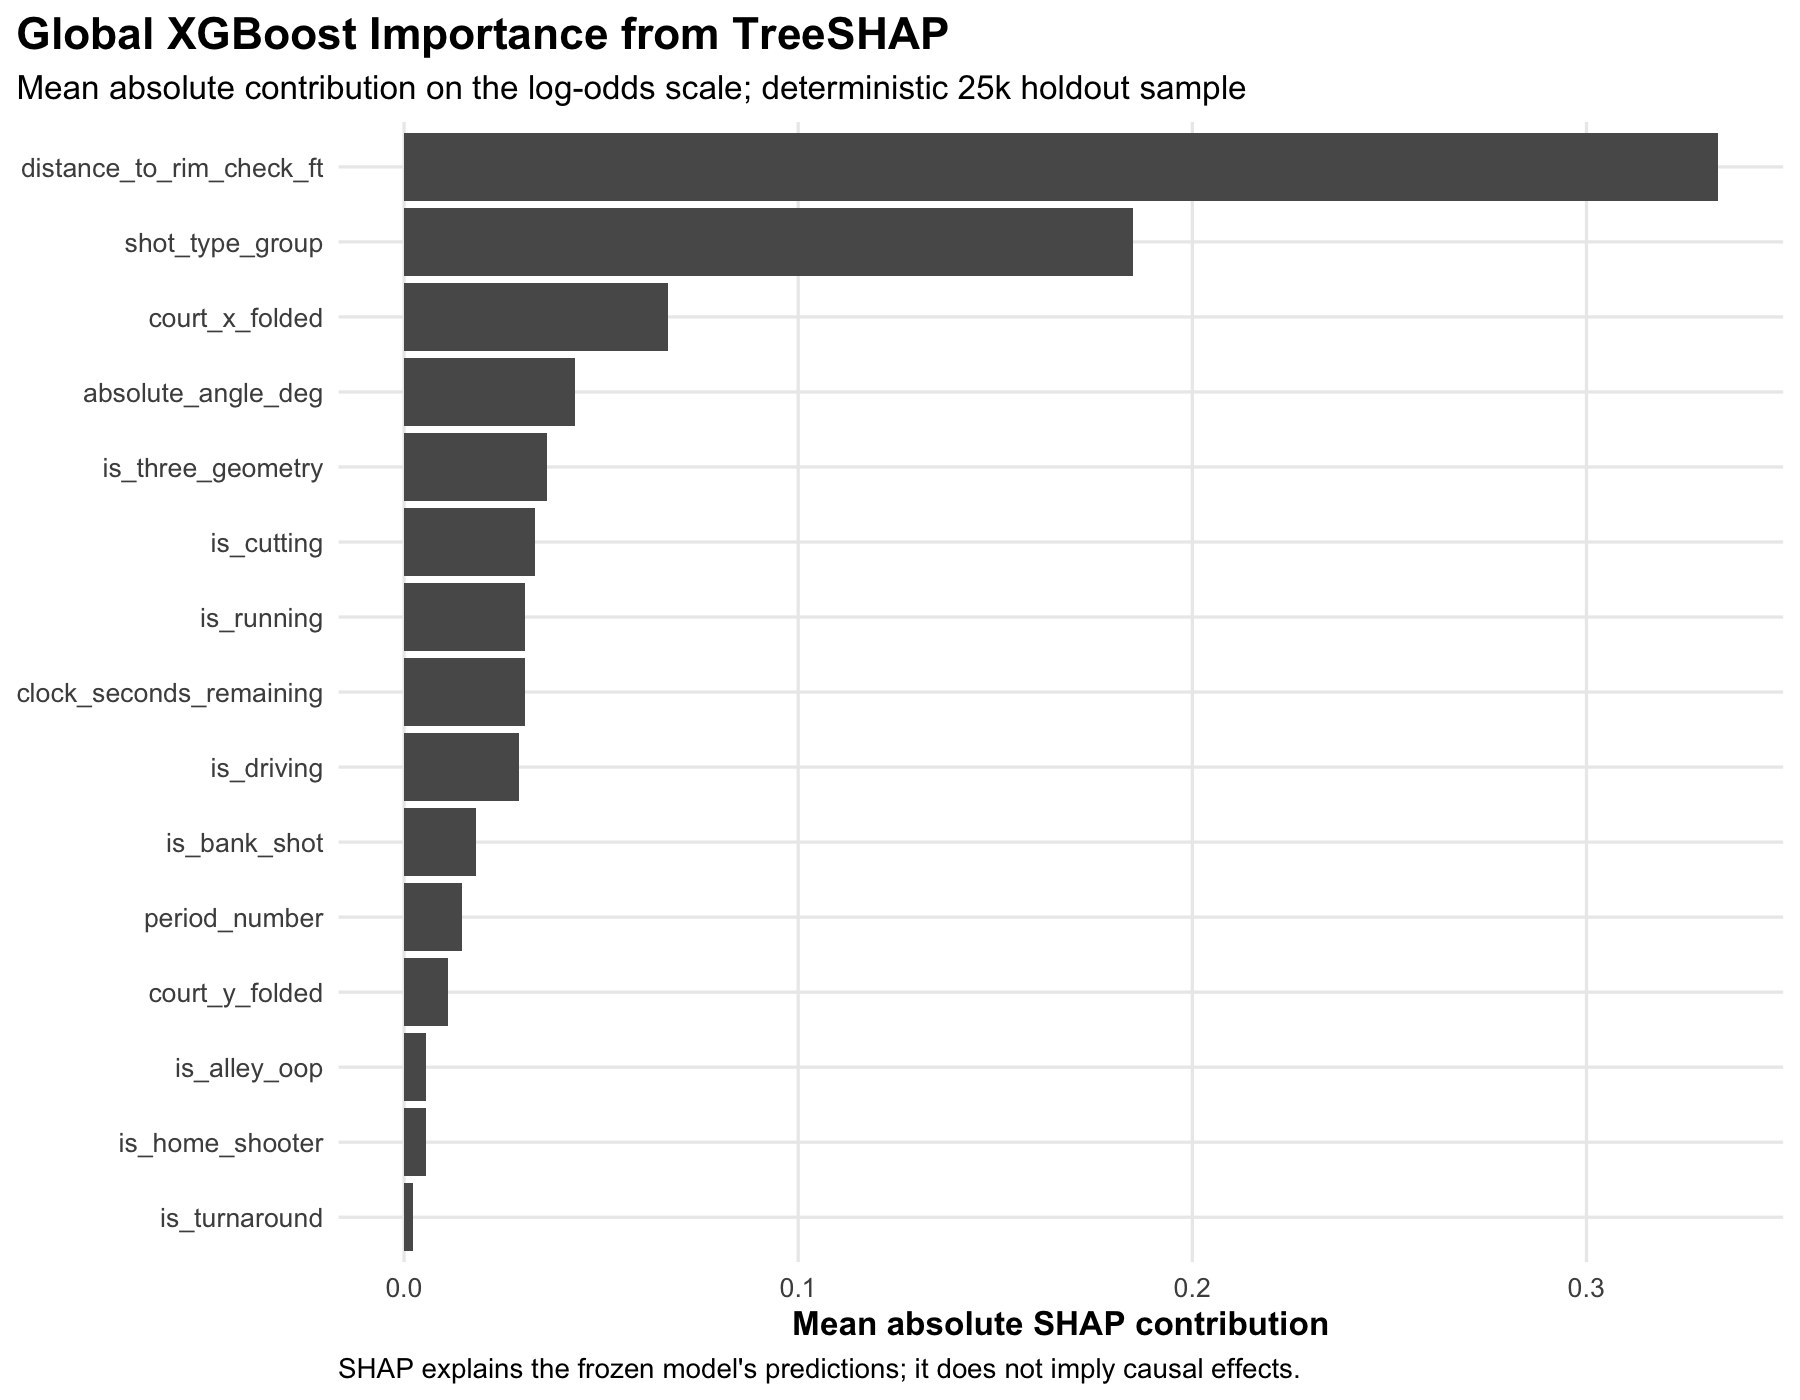 Global XGBoost Importance from TreeSHAP
Mean absolute contribution on the log-odds scale; deterministic 25k holdout sample
distance_to_rim_check_ft
shot_type_group
court_x_folded
absolute_angle_deg
is_three_geometry
is_cutting
is_running
clock_seconds_remaining
is_driving
is_bank_shot
period_number
court_y_folded
is_alley_oop
is_home_shooter
is_turnaround
0.0 0.1 0.2 0.3
Mean absolute SHAP contribution
SHAP explains the frozen model's predictions; it does not imply causal effects.